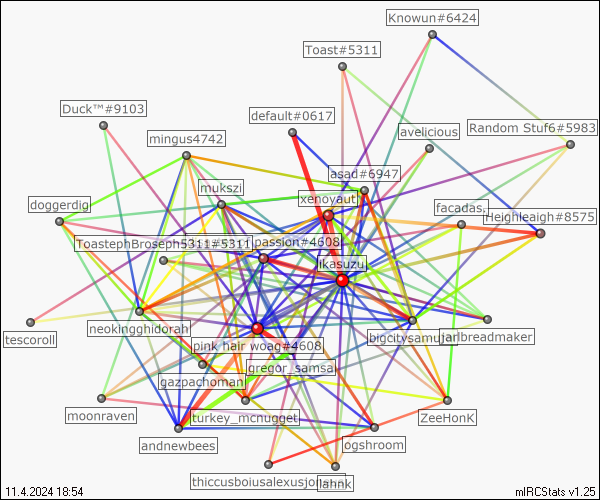 Knowun#6424
Toast#5311
Duck™#9103
default#0617
mingus4742
avelicious
Random Stuf6#5983
asad#6947
mukszi
xenoyaut
doggerdig
facadas.
Heighleaigh#8575
ToastephBroseph5311#5311
passion#4608
ikasuzu.
tescoroll
neokingghidorah
pink hair woag#4608
bigcitysamurai
arlbreadmaker
gregor_samsa
gazpachoman
moonraven
turkey_mcnugget
ZeeHonK
andnewbees
ogshroom
thiccusboiusalexusjo
lahnk
11.4.2024 18:54
mIRCStats v1.25